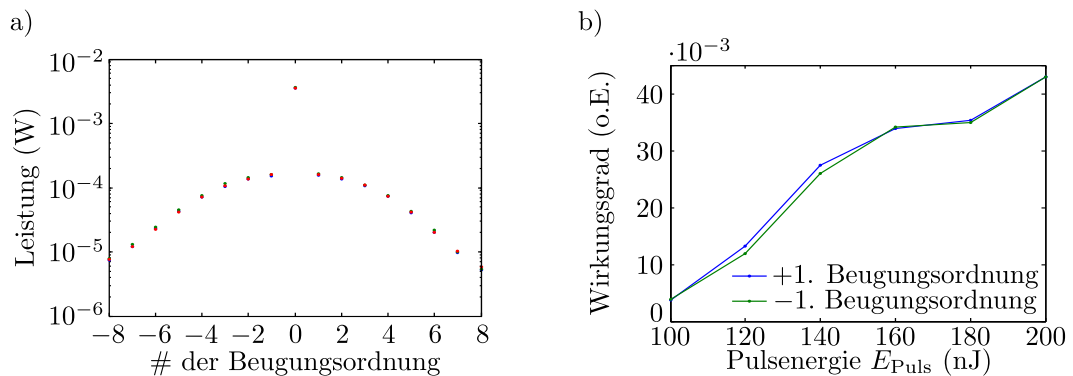 a)
10⁻²
10⁻³
10⁻⁴
10⁻⁵
10⁻⁶
Leistung (W)
−8 −6 −4 −2 0 2 4 6 8
# der Beugungsordnung
b)
·10⁻³
40
30
20
10
0
Wirkungsgrad (o.E.)
+1. Beugungsordnung
−1. Beugungsordnung
100 120 140 160 180 200
Pulsenergie E_Puls (nJ)